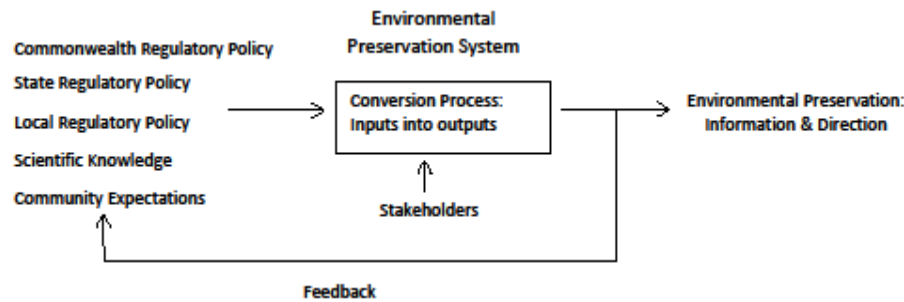 Environmental
Preservation System
Commonwealth Regulatory Policy
State Regulatory Policy
Local Regulatory Policy
Scientific Knowledge
Community Expectations
Conversion Process:
Inputs into outputs
Stakeholders
Environmental Preservation:
Information & Direction
Feedback